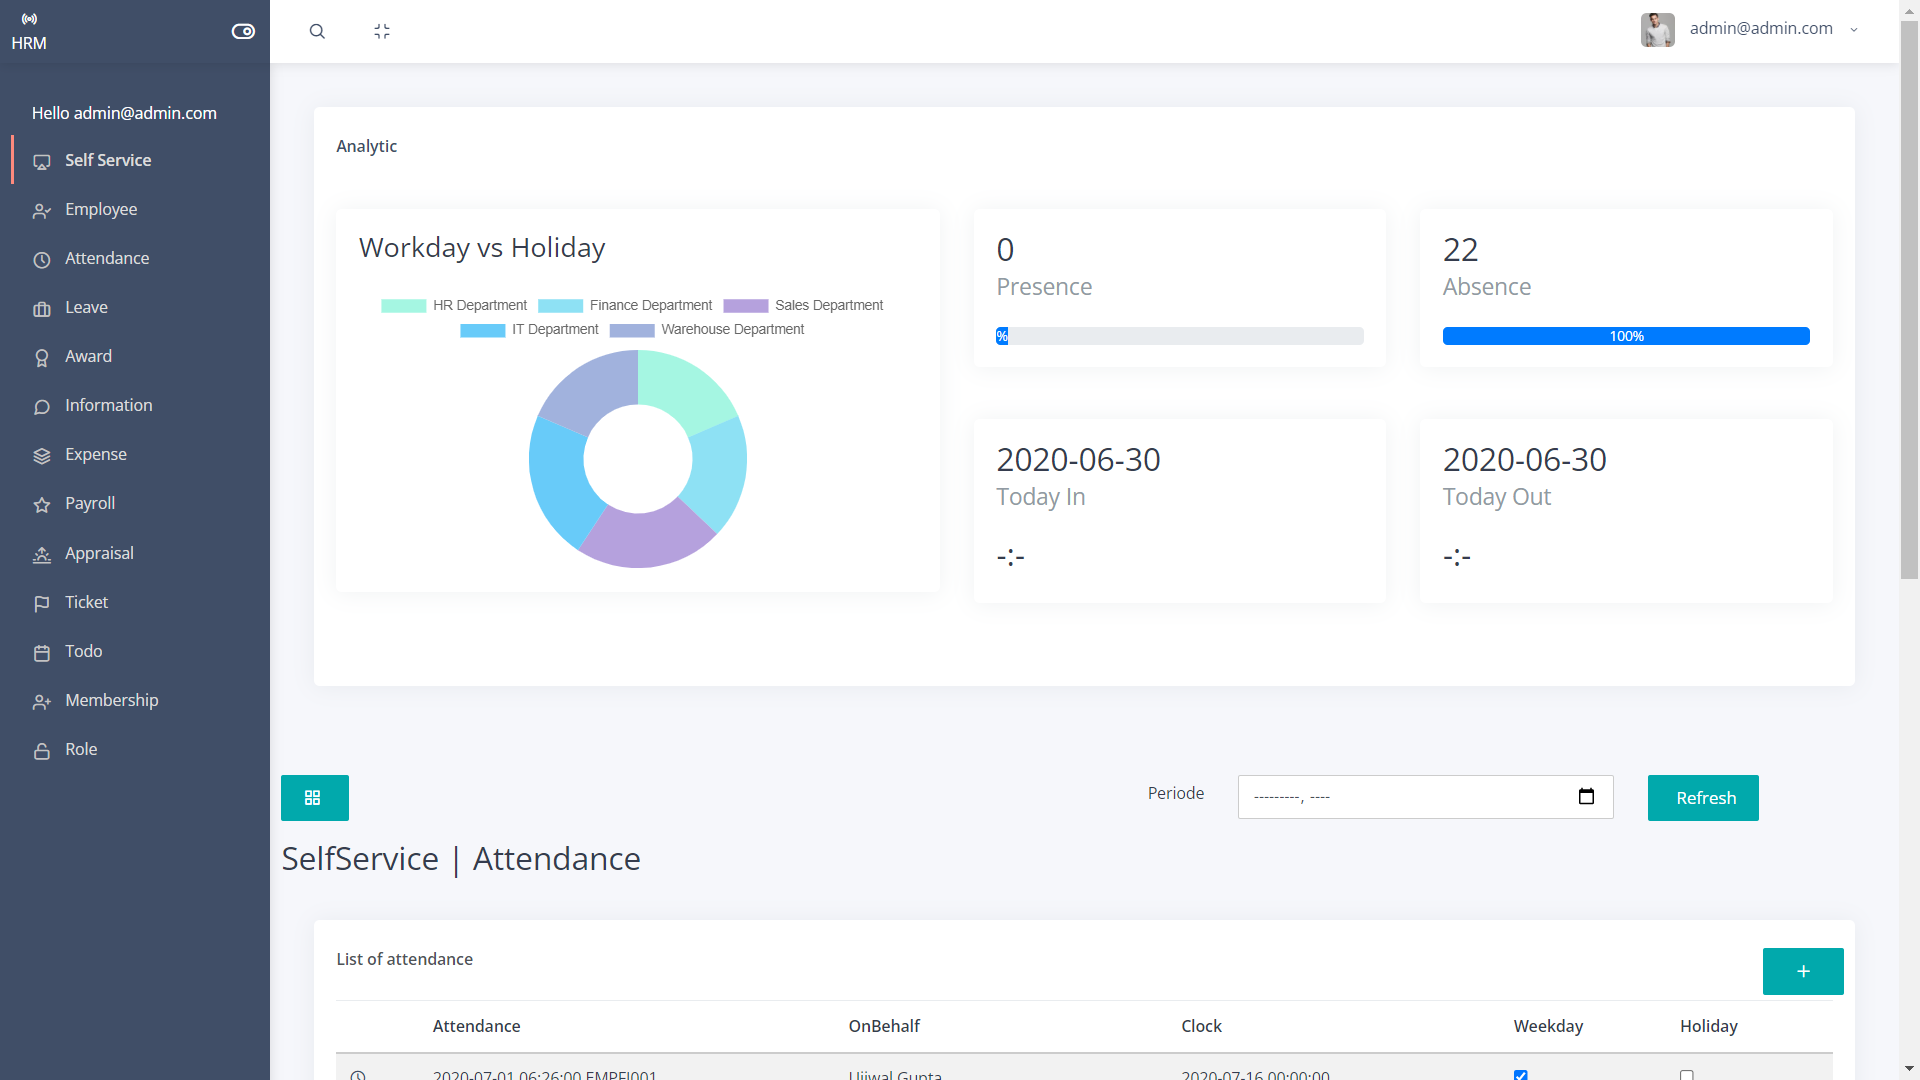 HRM
admin@admin.com
Hello admin@admin.com
Self Service
Employee
Attendance
Leave
Award
Information
Expense
Payroll
Appraisal
Ticket
Todo
Membership
Role
Analytic
Workday vs Holiday
HR Department Finance Department Sales Department
IT Department Warehouse Department
0
Presence
%
22
Absence
100%
2020-06-30
Today In
-:-
2020-06-30
Today Out
-:-
Periode
---------, ----
Refresh
SelfService | Attendance
List of attendance
+
Attendance OnBehalf Clock Weekday Holiday
2020-07-01 06:26:00 EMPFI001 Ujjwal Gupta 2020-07-16 00:00:00